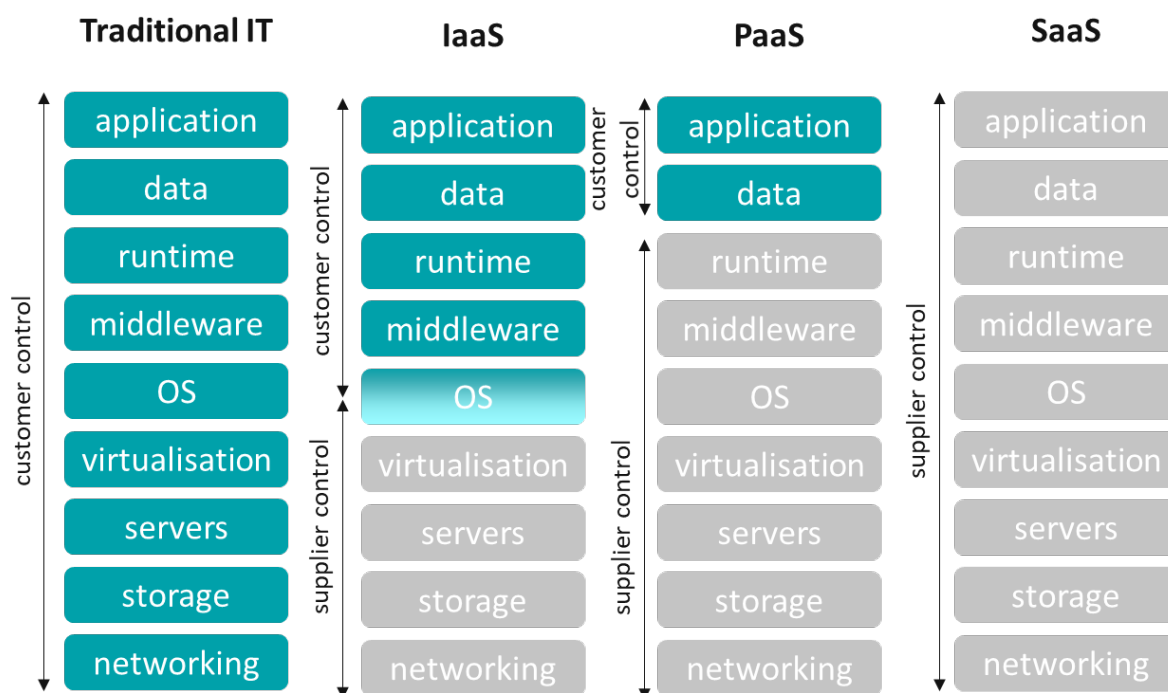 Traditional IT
IaaS
PaaS
SaaS
customer control
application
data
runtime
middleware
OS
virtualisation
servers
storage
networking
customer control
supplier control
application
data
runtime
middleware
OS
virtualisation
servers
storage
networking
customer
control
supplier control
application
data
runtime
middleware
OS
virtualisation
servers
storage
networking
supplier control
application
data
runtime
middleware
OS
virtualisation
servers
storage
networking